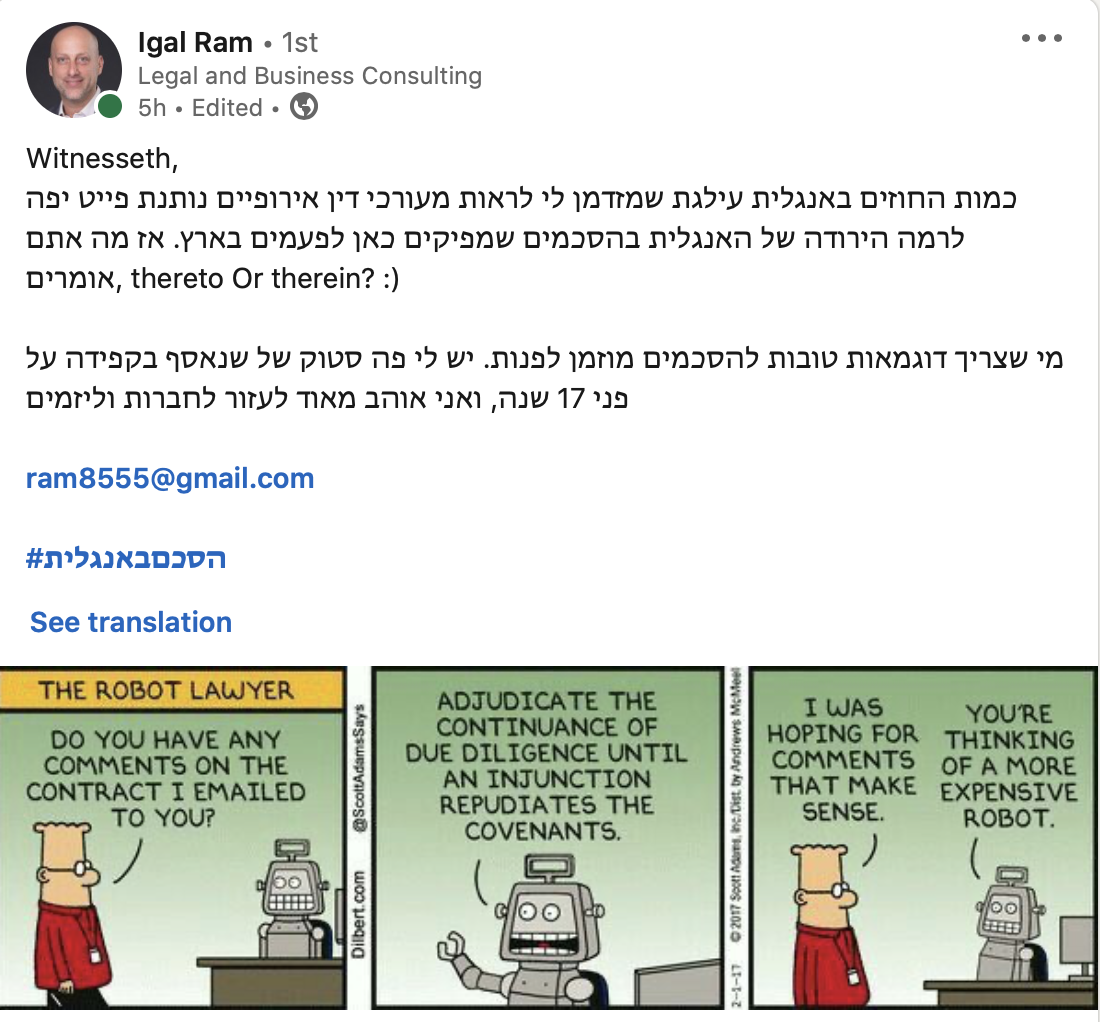 Igal Ram • 1st
Legal and Business Consulting
5h • Edited •
Witnesseth,
כמות החוזים באנגלית עילגת שמזדמן לי לראות מעורכי דין אירופיים נותנת פייט יפה
לרמה הירודה של האנגלית בהסכמים שמפיקים כאן לפעמים בארץ. אז מה אתם
אומרים, thereto Or therein? :)
מי שצריך דוגמאות טובות להסכמים מוזמן לפנות. יש לי פה סטוק של שנאסף בקפידה על
פני 17 שנה, ואני אוהב מאוד לעזור לחברות וליזמים
ram8555@gmail.com
#הסכםבאנגלית
See translation
THE ROBOT LAWYER
DO YOU HAVE ANY
COMMENTS ON THE
CONTRACT I EMAILED
TO YOU?
Dilbert.com @ScottAdamsSays
ADJUDICATE THE
CONTINUANCE OF
DUE DILIGENCE UNTIL
AN INJUNCTION
REPUDIATES THE
COVENANTS.
2-1-17 © 2017 Scott Adams, Inc/Dist. by Andrews McMeel
I WAS
HOPING FOR
COMMENTS
THAT MAKE
SENSE.
YOU'RE
THINKING
OF A MORE
EXPENSIVE
ROBOT.